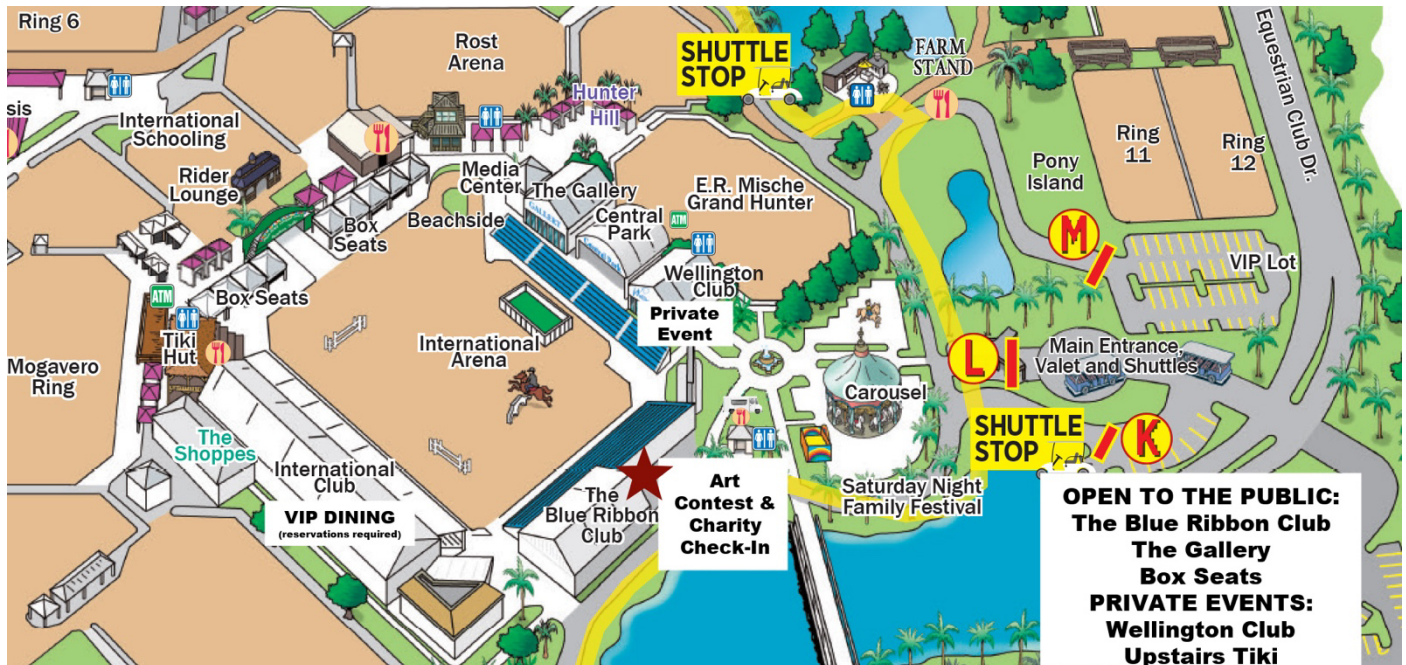 Ring 6
Rost
Arena
SHUTTLE
STOP
FARM
STAND
Equestrian Club Dr.
sis
International
Schooling
Hunter
Hill
Ring
11
Ring
12
Rider
Lounge
Media
Center
The Gallery
GALLERY
Beachside
Box
Seats
Central
Park
Central Park
ATM
E.R. Mische
Grand Hunter
Pony
Island
M
VIP Lot
Wellington
Club
Private
Event
ATM
Box Seats
Tiki
Hut
Mogavero
Ring
International
Arena
L
Main Entrance,
Valet and Shuttles
Carousel
SHUTTLE
STOP
K
The
Shoppes
International
Club
VIP DINING
(reservations required)
The
Blue Ribbon
Club
Art
Contest &
Charity
Check-In
Saturday Night
Family Festival
OPEN TO THE PUBLIC:
The Blue Ribbon Club
The Gallery
Box Seats
PRIVATE EVENTS:
Wellington Club
Upstairs Tiki